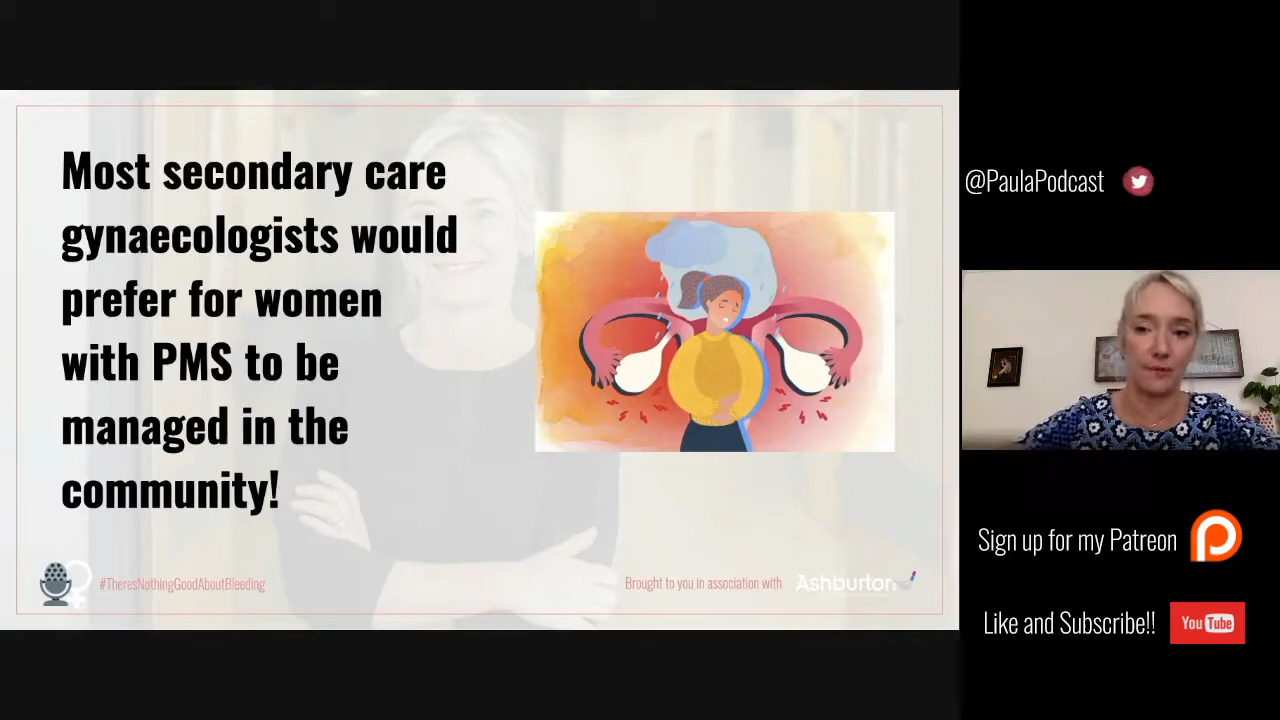 Most secondary care
gynaecologists would
prefer for women
with PMS to be
managed in the
community!
#TheresNothingGoodAboutBleeding
Brought to you in association with Ashburton
@PaulaPodcast
Sign up for my Patreon
Like and Subscribe!! YouTube